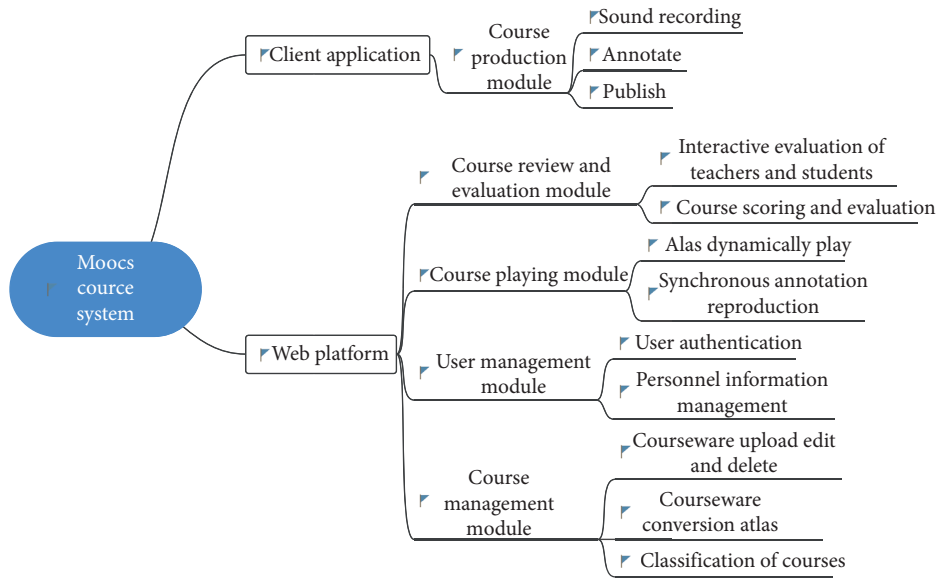 Moocs
cource
system
Client application
Course
production
module
Sound recording
Annotate
Publish
Web platform
Course review and
evaluation module
Interactive evaluation of
teachers and students
Course scoring and evaluation
Course playing module
Alas dynamically play
Synchronous annotation
reproduction
User management
module
User authentication
Personnel information
management
Course
management
module
Courseware upload edit
and delete
Courseware
conversion atlas
Classification of courses